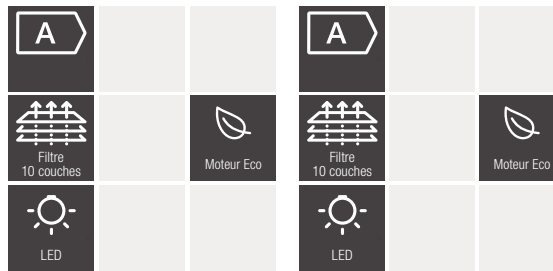 A
A
Filtre
10 couches
Moteur Eco
Filtre
10 couches
Moteur Eco
LED
LED